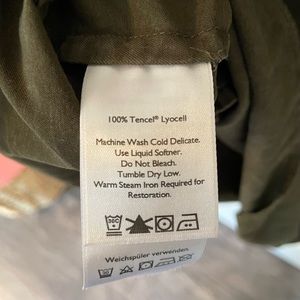 100% Tencel® Lyocell
Machine Wash Cold Delicate.
Use Liquid Softner.
Do Not Bleach.
Tumble Dry Low.
Warm Steam Iron Required for
Restoration.
30C
Weichspüler verwenden.